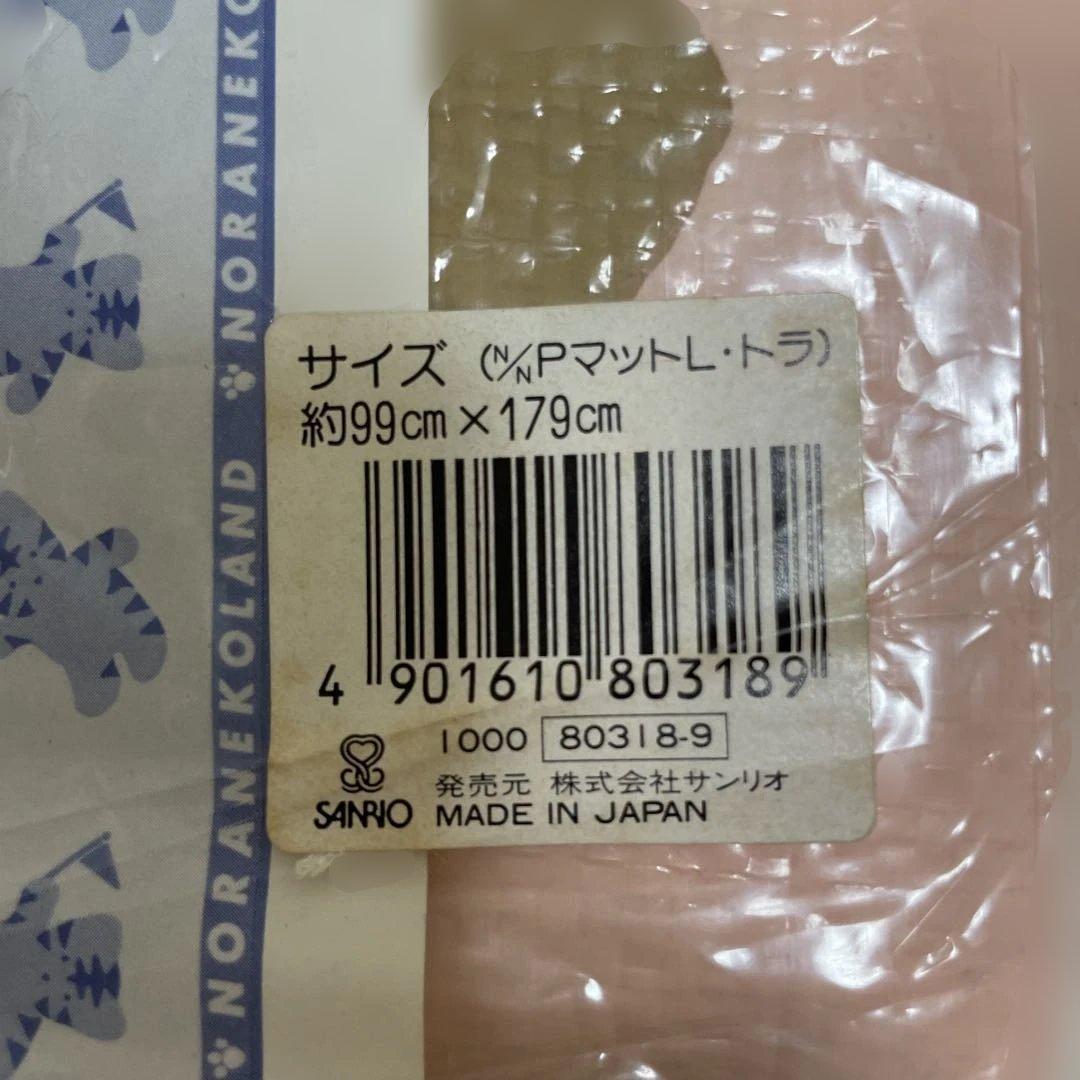 NORANEKO
NORANEKOLAND
NORANEKO
サイズ (N/NPマットL・トラ)
約99cm×179cm
4 901610 803189
1000 80318-9
発売元 株式会社サンリオ
SANRIO MADE IN JAPAN